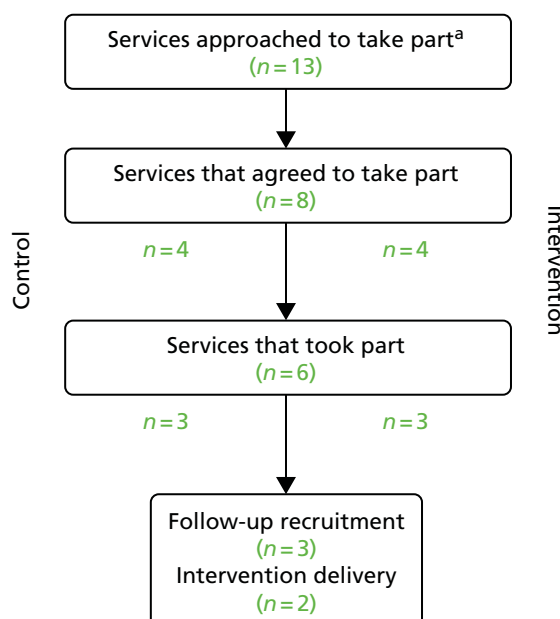 Services approached to take partᵃ
(n=13)
Services that agreed to take part
(n=8)
n=4 n=4
Control
Intervention
Services that took part
(n=6)
n=3 n=3
Follow-up recruitment
(n=3)
Intervention delivery
(n=2)